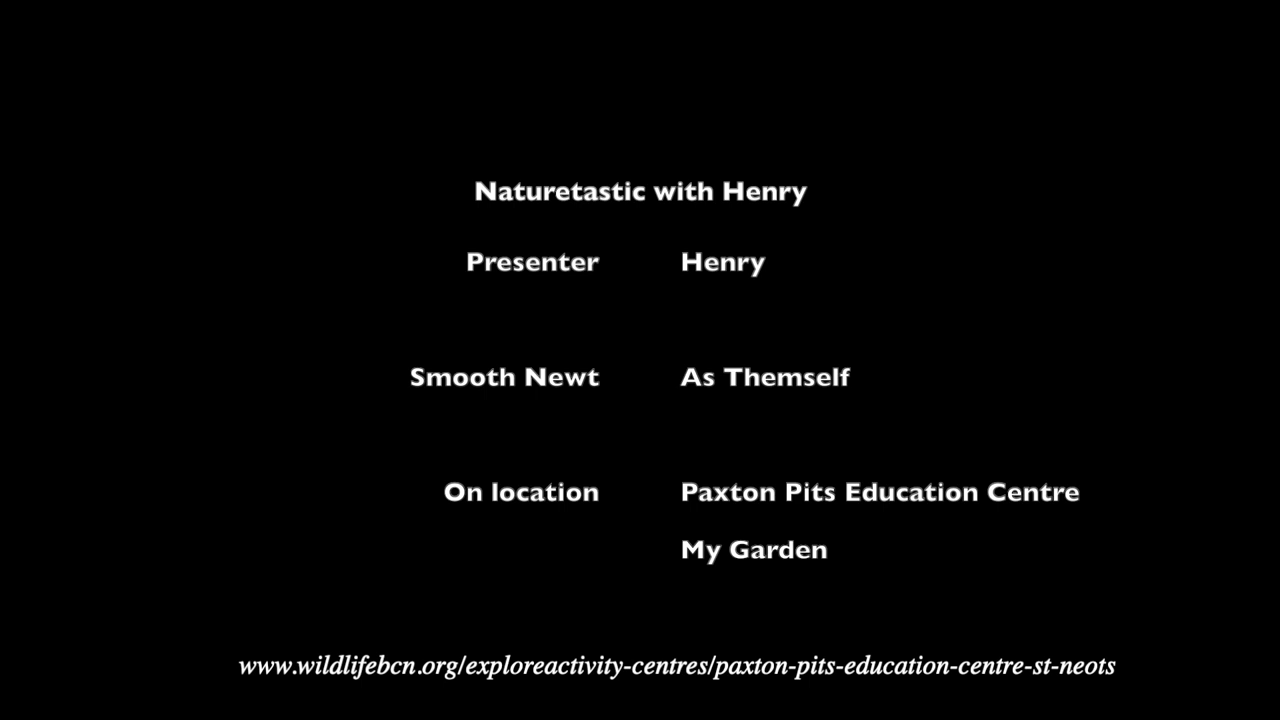 Naturetastic with Henry
Presenter Henry
Smooth Newt As Themself
On location Paxton Pits Education Centre
My Garden
www.wildlifebcn.org/exploreactivity-centres/paxton-pits-education-centre-st-neots